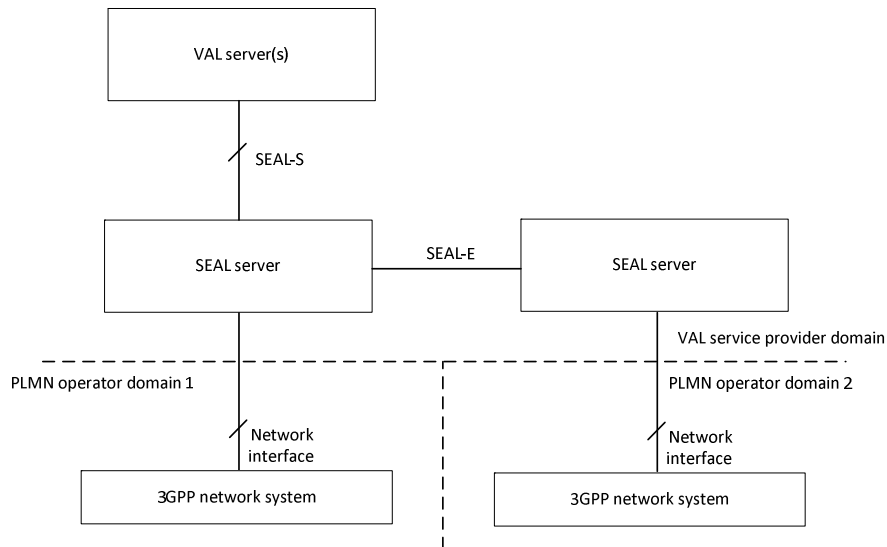 VAL server(s)
SEAL-S
SEAL server
SEAL-E
SEAL server
VAL service provider domain
PLMN operator domain 1
PLMN operator domain 2
Network
interface
Network
interface
3GPP network system
3GPP network system